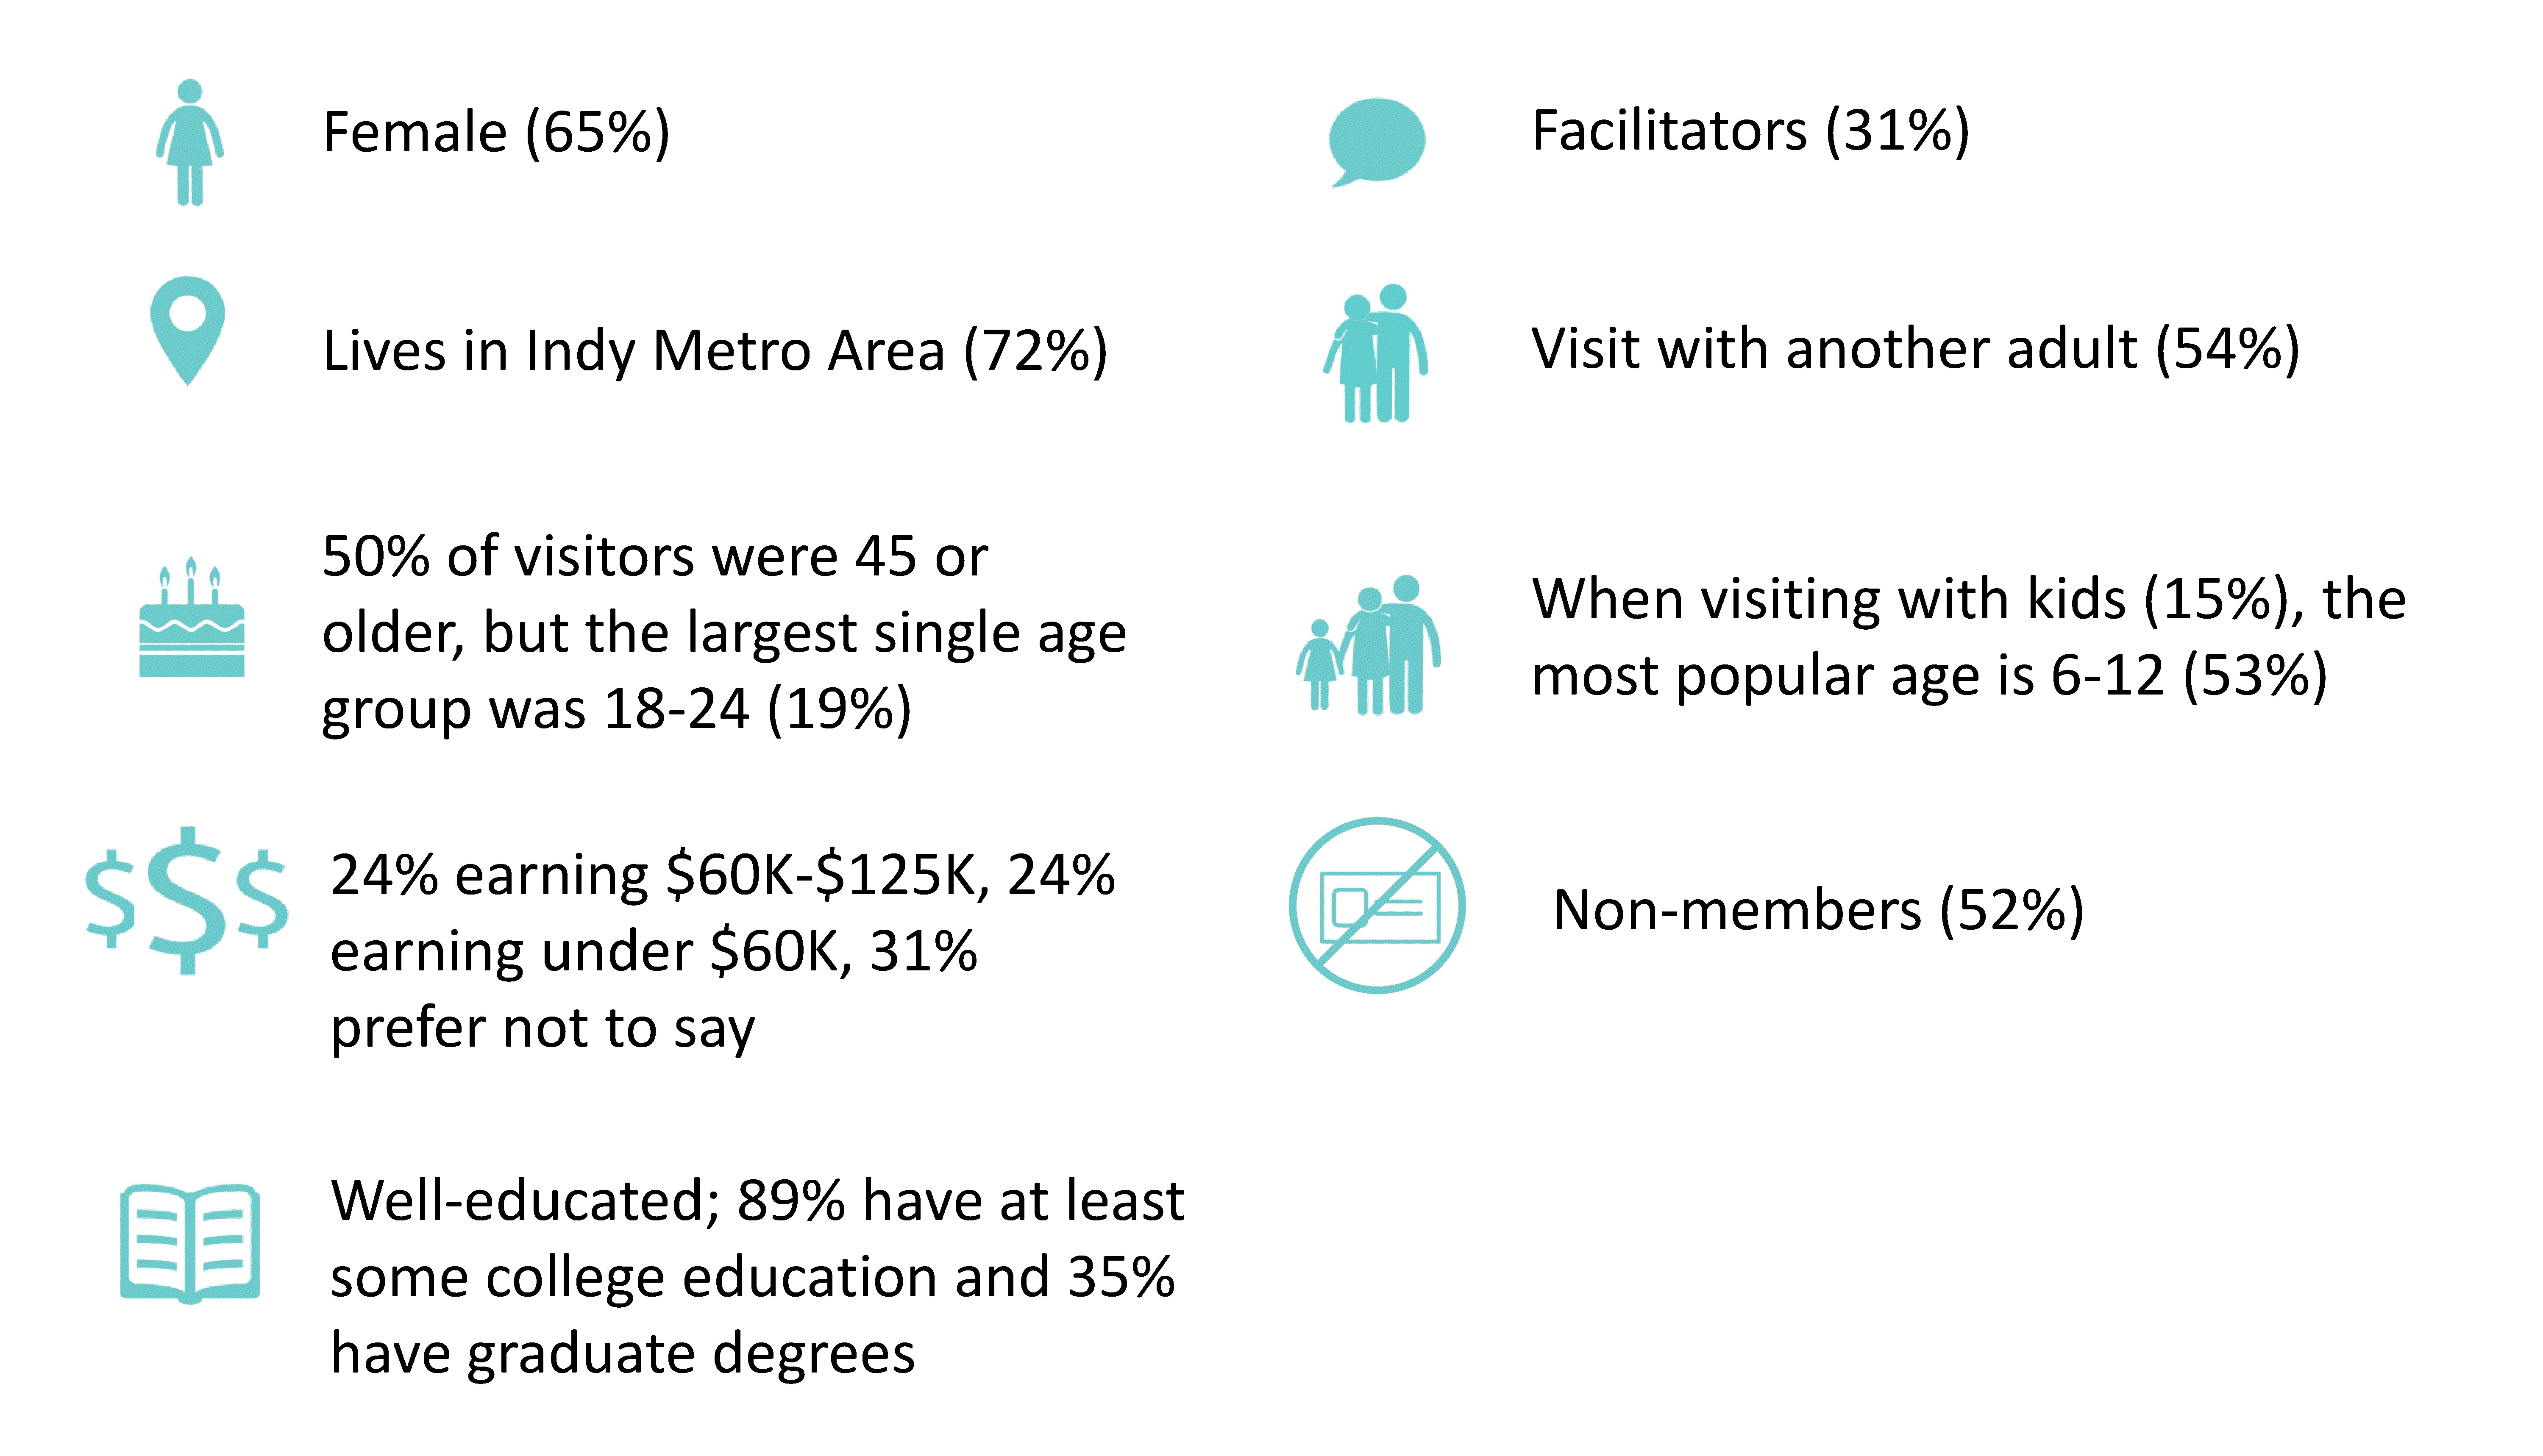 Female (65%)
Lives in Indy Metro Area (72%)
50% of visitors were 45 or
older, but the largest single age
group was 18-24 (19%)
24% earning $60K-$125K, 24%
earning under $60K, 31%
prefer not to say
Well-educated; 89% have at least
some college education and 35%
have graduate degrees
Facilitators (31%)
Visit with another adult (54%)
When visiting with kids (15%), the
most popular age is 6-12 (53%)
Non-members (52%)